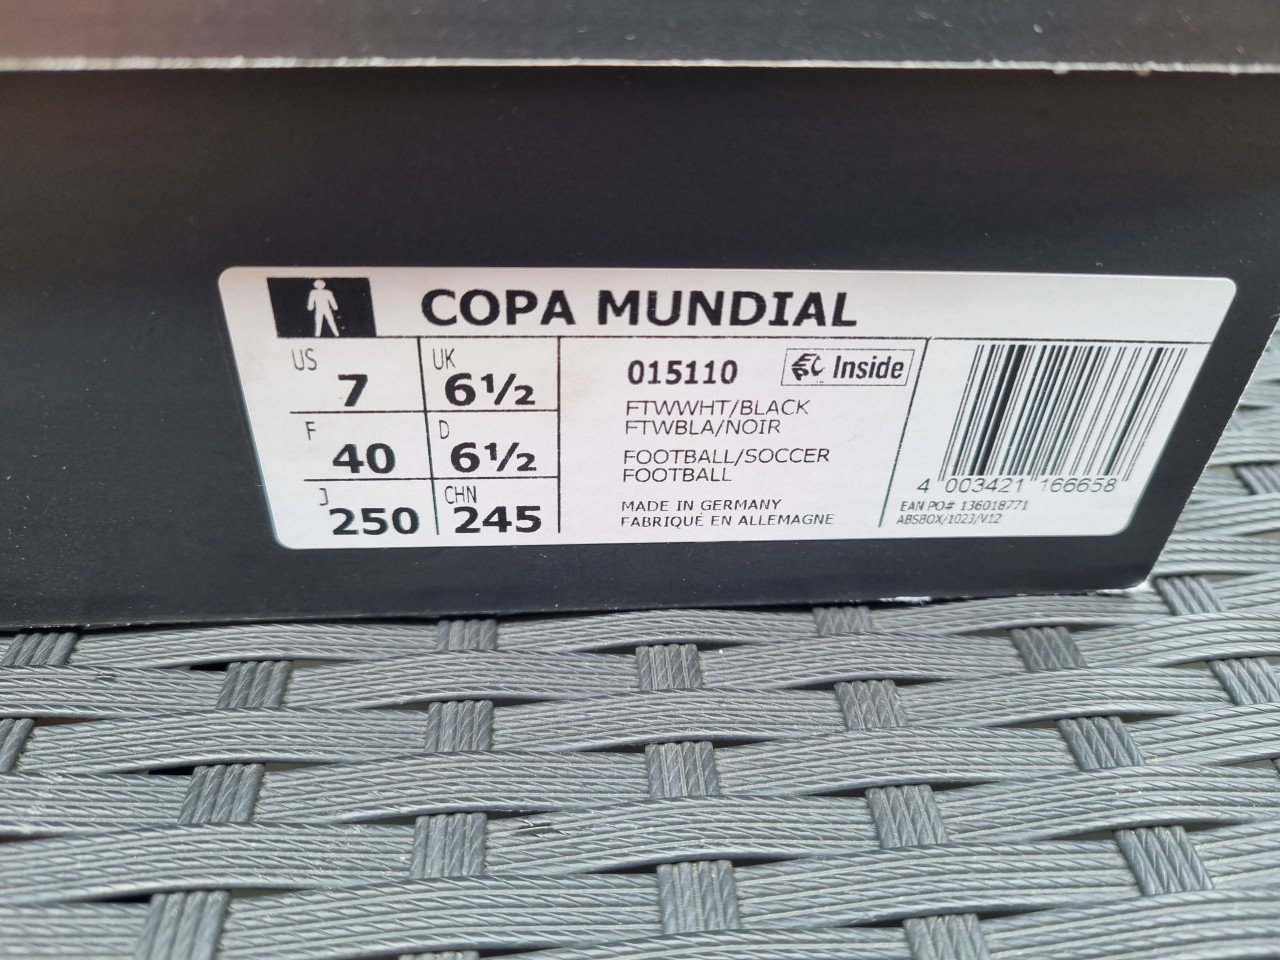 COPA MUNDIAL
US 7
UK 6½
F 40
D 6½
J 250
CHN 245
015110
Inside
FTWWHT/BLACK
FTWBLA/NOIR
FOOTBALL/SOCCER
FOOTBALL
MADE IN GERMANY
FABRIQUÉ EN ALLEMAGNE
4 003421 166658
EAN PO# 136018771
ABSBOX/1023/V12